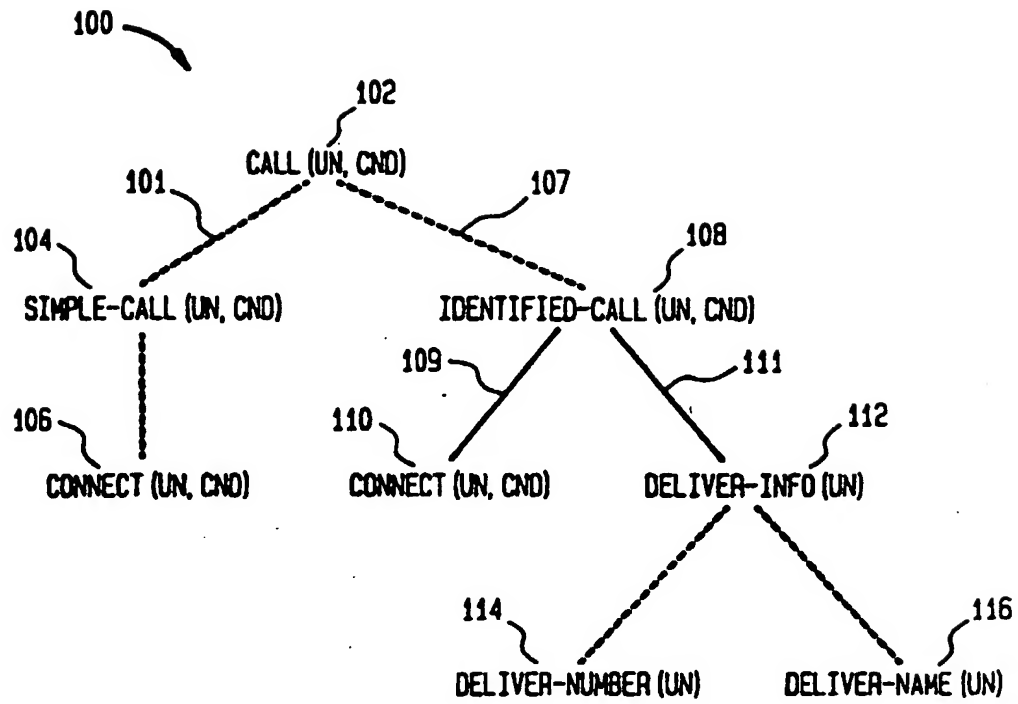 100
102
CALL (UN, CND)
101
107
104
108
SIMPLE-CALL (UN, CND)
IDENTIFIED-CALL (UN, CND)
109
111
106
110
112
CONNECT (UN, CND)
CONNECT (UN, CND)
DELIVER-INFO (UN)
114
116
DELIVER-NUMBER (UN)
DELIVER-NAME (UN)